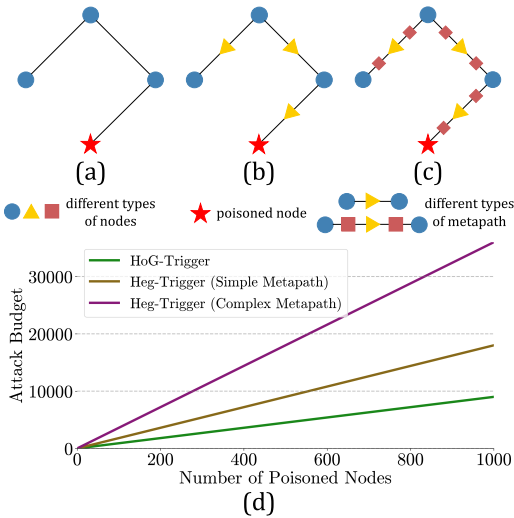 (a) (b) (c)
different types
of nodes
poisoned node
different types
of metapath
HoG-Trigger
Heg-Trigger (Simple Metapath)
Heg-Trigger (Complex Metapath)
Attack Budget
30000
20000
10000
0
0 200 400 600 800 1000
Number of Poisoned Nodes
(d)